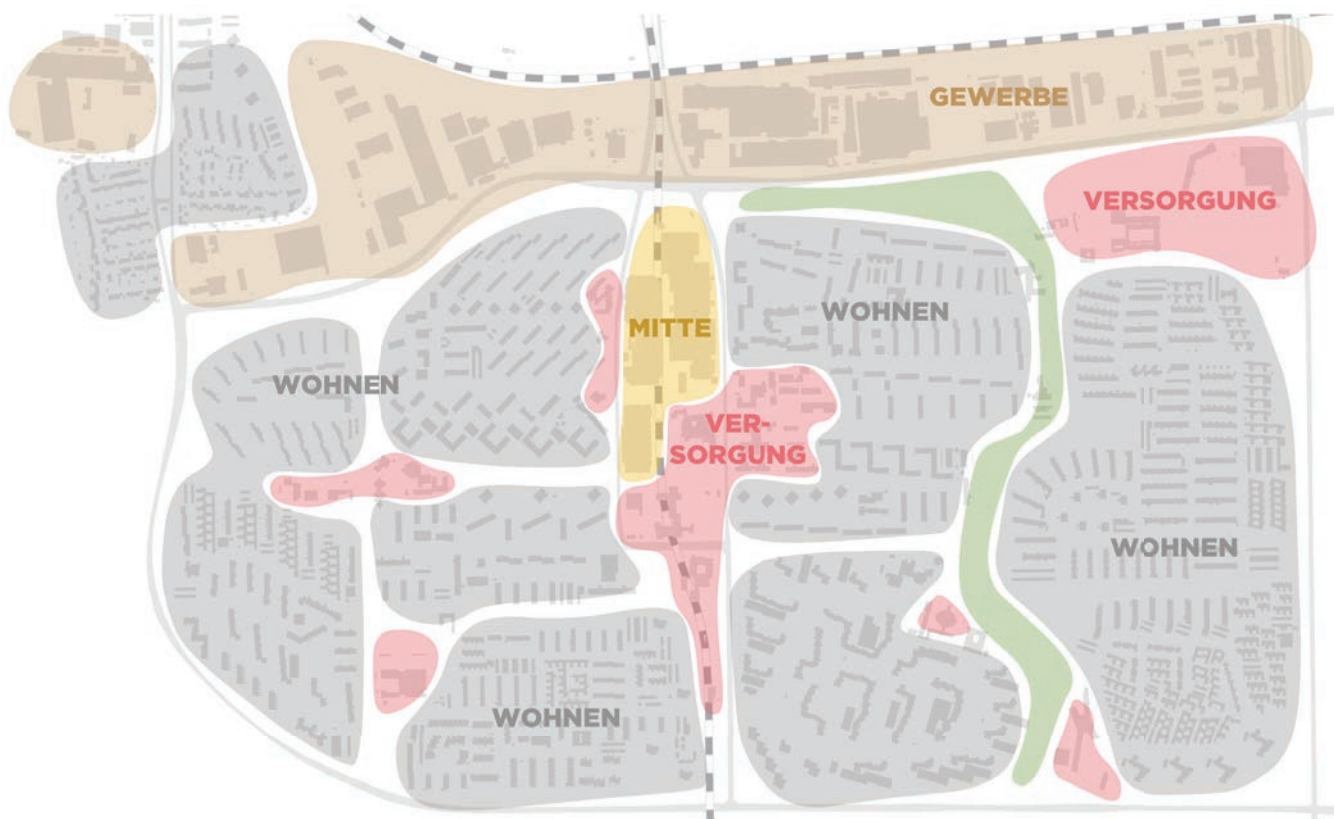 GEWERBE
VERSORGUNG
WOHNEN
MITTE
WOHNEN
VER-
SORGUNG
WOHNEN
WOHNEN